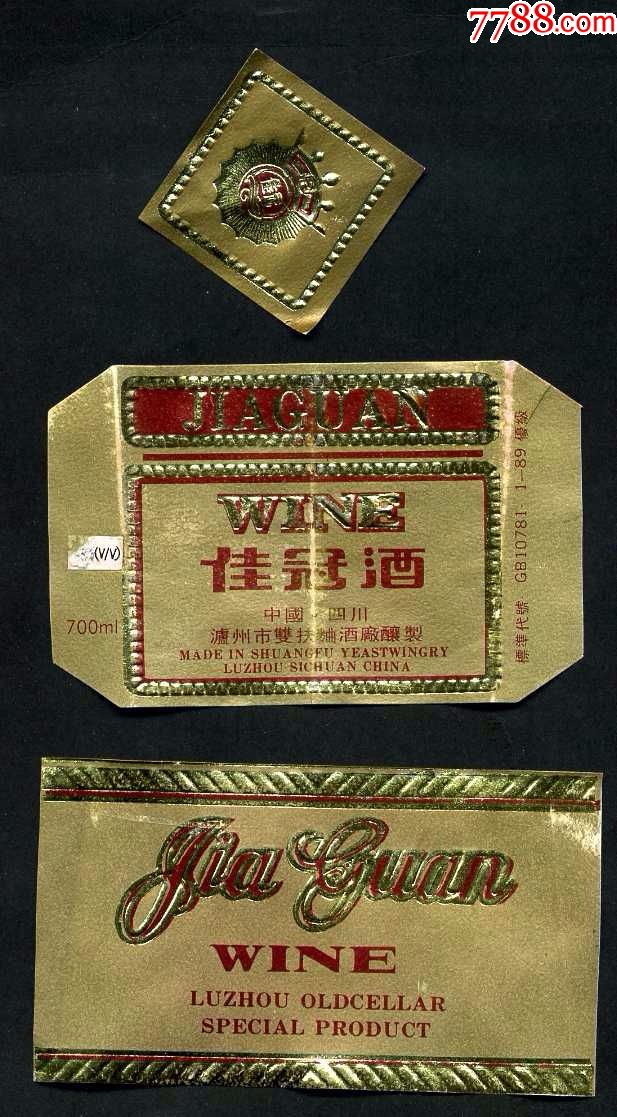 7788.com
JIAGUAN
WINE
佳冠酒
中國·四川
瀘州市雙扶麯酒廠釀製
MADE IN SHUANGFU YEASTWINGRY
LUZHOU SICHUAN CHINA
(V/V)
700ml
標準代號 GB10781·1-89 優級
Jia Guan
WINE
LUZHOU OLDCELLAR
SPECIAL PRODUCT